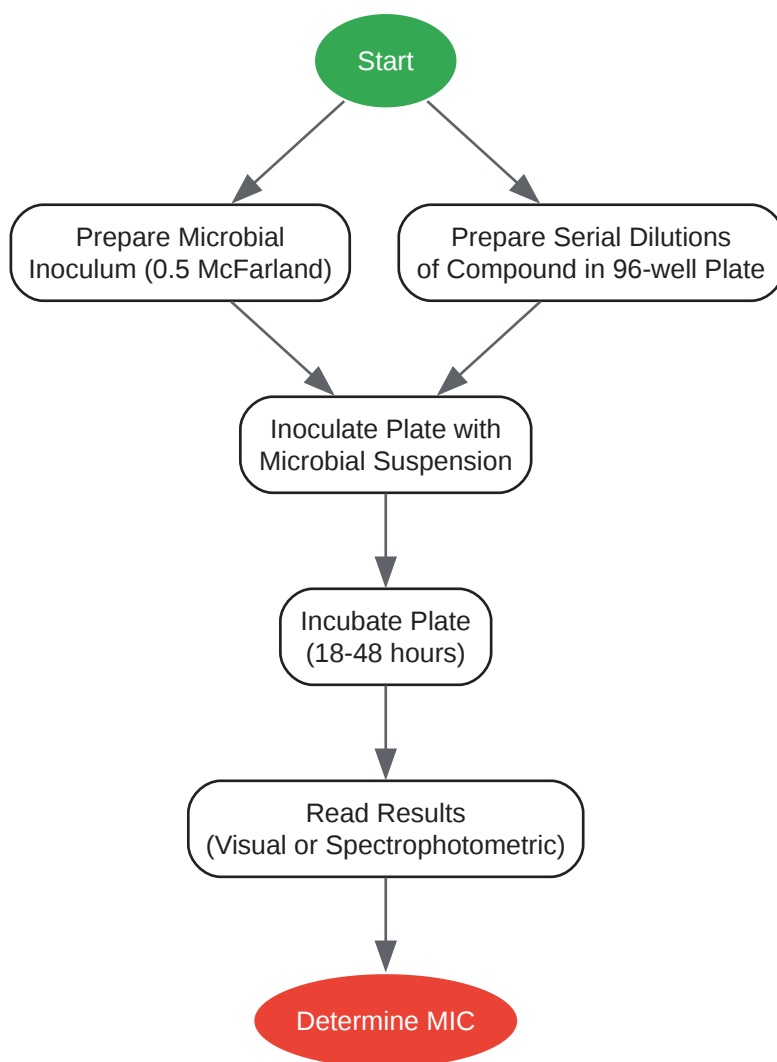 Start
Prepare Microbial
Inoculum (0.5 McFarland)
Prepare Serial Dilutions
of Compound in 96-well Plate
Inoculate Plate with
Microbial Suspension
Incubate Plate
(18-48 hours)
Read Results
(Visual or Spectrophotometric)
Determine MIC